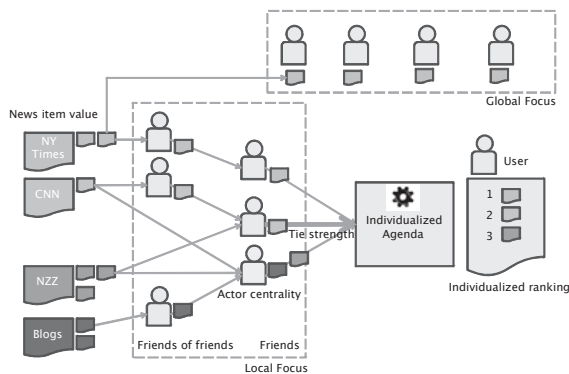 Global Focus
News item value
NY
Times
CNN
NZZ
Blogs
Tie strength
Actor centrality
Friends of friends
Friends
Local Focus
Individualized
Agenda
User
1
2
3
Individualized ranking